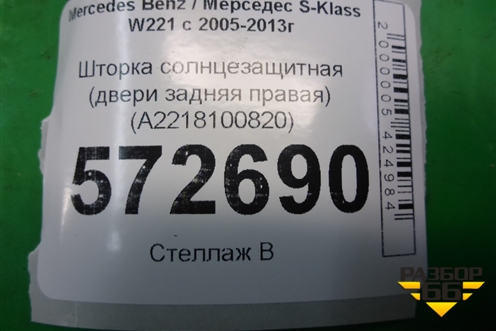 Mercedes Benz / Мерседес S-Klass
W221 с 2005-2013г
Шторка солнцезащитная
(двери задняя правая)
(A2218100820)
572690
Стеллаж В
2000005424984
РАЗБОР
66